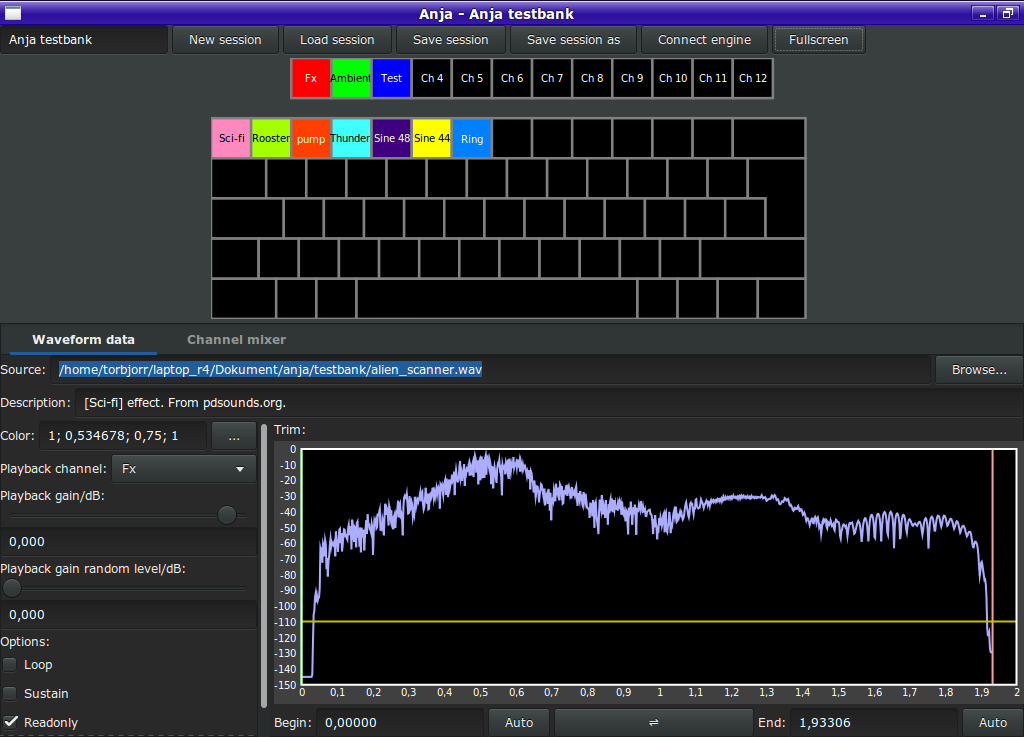 Anja - Anja testbank
Anja testbank New session Load session Save session Save session as Connect engine Fullscreen
Fx Ambient Test Ch 4 Ch 5 Ch 6 Ch 7 Ch 8 Ch 9 Ch 10 Ch 11 Ch 12
Sci-fi Rooster pump Thunder Sine 48 Sine 44 Ring
Waveform data Channel mixer
Source: /home/torbjorr/laptop_r4/Dokument/anja/testbank/alien_scanner.wav Browse...
Description: [Sci-fi] effect. From pdsounds.org.
Color: 1; 0,534678; 0,75; 1 ...
Playback channel: Fx
Playback gain/dB:
0,000
Playback gain random level/dB:
0,000
Options:
Loop
Sustain
Readonly
Trim:
0
-10
-20
-30
-40
-50
-60
-70
-80
-90
-100
-110
-120
-130
-140
-150
0 0,1 0,2 0,3 0,4 0,5 0,6 0,7 0,8 0,9 1 1,1 1,2 1,3 1,4 1,5 1,6 1,7 1,8 1,9 2
Begin: 0,00000 Auto ⇌ End: 1,93306 Auto